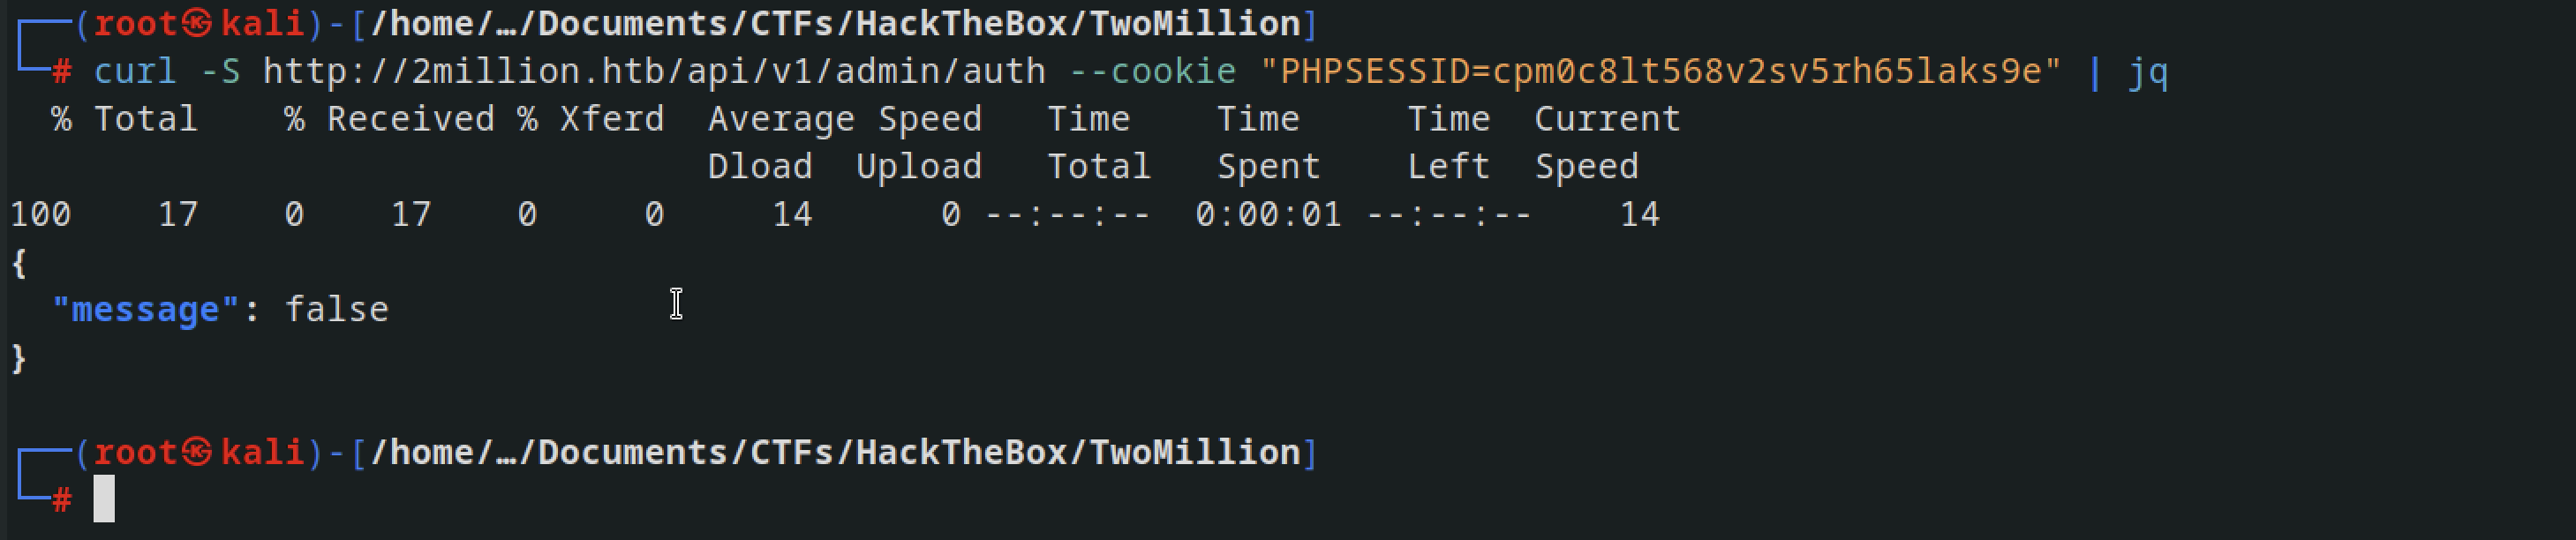 (root㉿kali)-[/home/…/Documents/CTFs/HackTheBox/TwoMillion]
# curl -S http://2million.htb/api/v1/admin/auth --cookie "PHPSESSID=cpm0c8lt568v2sv5rh65laks9e" | jq
% Total % Received % Xferd Average Speed Time Time Time Current
Dload Upload Total Spent Left Speed
100 17 0 17 0 0 14 0 --:--:-- 0:00:01 --:--:-- 14
{
"message": false
}
(root㉿kali)-[/home/…/Documents/CTFs/HackTheBox/TwoMillion]
#